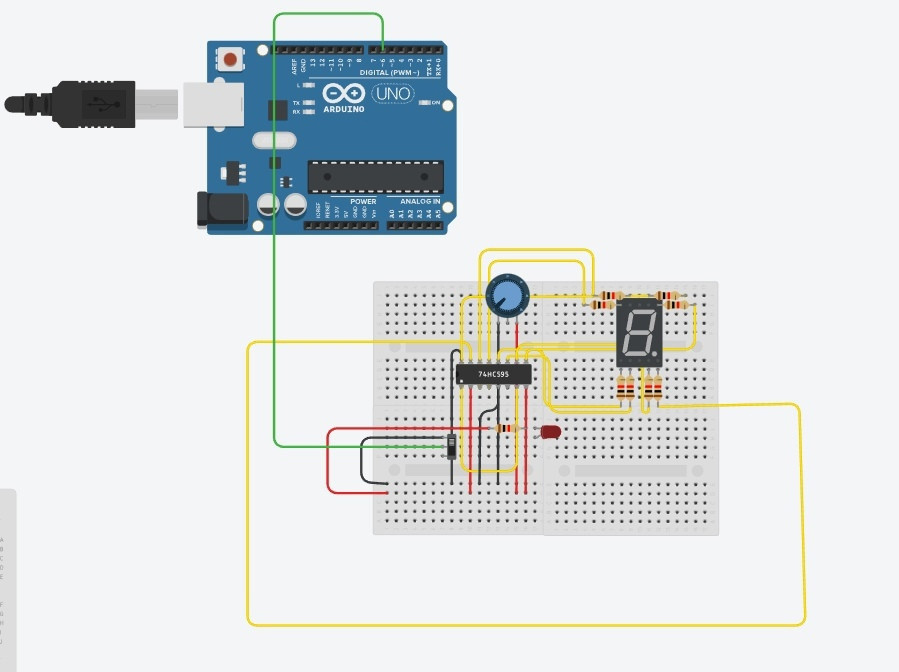 AREF
GND
13
12
~11
~10
~9
8
7
~6
~5
4
~3
2
TX→1
RX←0
DIGITAL (PWM ~)
L
TX
RX
UNO
ON
ARDUINO
POWER
ANALOG IN
IOREF
RESET
3.3V
5V
GND
GND
Vin
A0
A1
A2
A3
A4
A5
74HC595